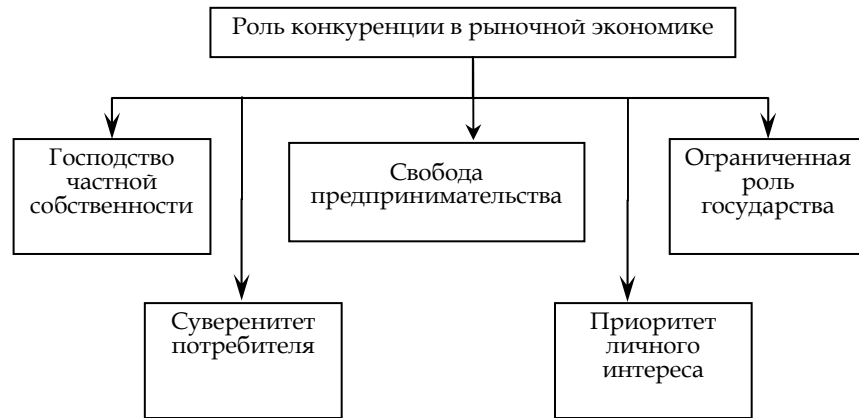 Роль конкуренции в рыночной экономике
Господство
частной
собственности
Свобода
предпринимательства
Ограниченная
роль
государства
Суверенитет
потребителя
Приоритет
личного
интереса